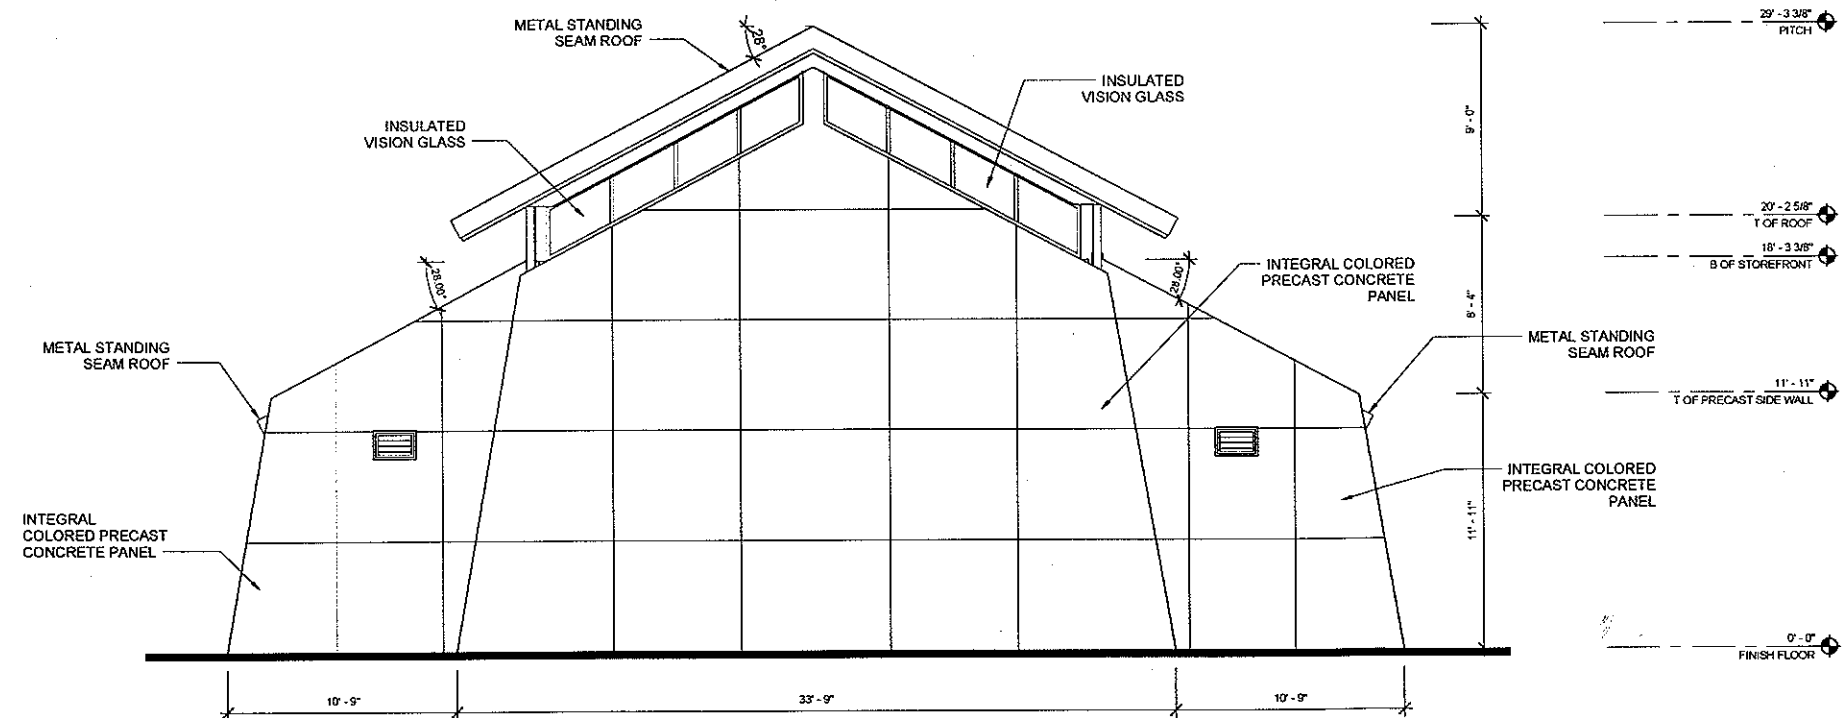 METAL STANDING
SEAM ROOF
28°
INSULATED
VISION GLASS
INSULATED
VISION GLASS
28.00°
28.00°
INTEGRAL COLORED
PRECAST CONCRETE
PANEL
METAL STANDING
SEAM ROOF
METAL STANDING
SEAM ROOF
INTEGRAL COLORED
PRECAST CONCRETE
PANEL
INTEGRAL
COLORED PRECAST
CONCRETE PANEL
10' - 9"
33' - 9"
10' - 9"
9' - 0"
8' - 4"
11' - 11"
29' - 3 3/8"
PITCH
20' - 2 5/8"
T OF ROOF
18' - 3 3/8"
B OF STOREFRONT
11' - 11"
T OF PRECAST SIDE WALL
0' - 0"
FINISH FLOOR